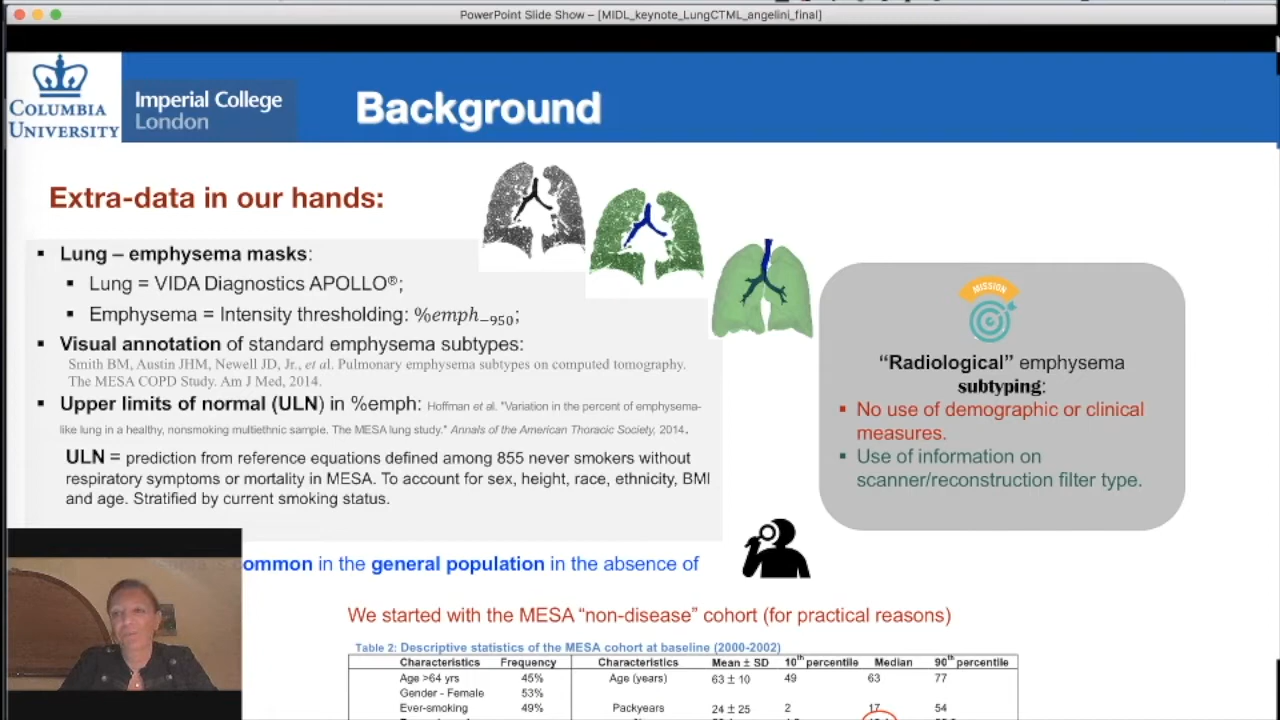 PowerPoint Slide Show – [MIDL_keynote_LungCTML_angelini_final]
COLUMBIA
UNIVERSITY
Imperial College
London
Background
Extra-data in our hands:
▪ Lung – emphysema masks:
▪ Lung = VIDA Diagnostics APOLLO®;
▪ Emphysema = Intensity thresholding: %emph₋₉₅₀;
▪ Visual annotation of standard emphysema subtypes:
Smith BM, Austin JHM, Newell JD, Jr., et al. Pulmonary emphysema subtypes on computed tomography.
The MESA COPD Study. Am J Med, 2014.
▪ Upper limits of normal (ULN) in %emph: Hoffman et al. "Variation in the percent of emphysema-
like lung in a healthy, nonsmoking multiethnic sample. The MESA lung study." Annals of the American Thoracic Society, 2014.
ULN = prediction from reference equations defined among 855 never smokers without
respiratory symptoms or mortality in MESA. To account for sex, height, race, ethnicity, BMI
and age. Stratified by current smoking status.
MISSION
“Radiological” emphysema
subtyping:
▪ No use of demographic or clinical
measures.
▪ Use of information on
scanner/reconstruction filter type.
ommon in the general population in the absence of
We started with the MESA “non-disease” cohort (for practical reasons)
Table 2: Descriptive statistics of the MESA cohort at baseline (2000-2002)
Characteristics Frequency Characteristics Mean ± SD 10th percentile Median 90th percentile
Age >64 yrs 45% Age (years) 63 ± 10 49 63 77
Gender - Female 53%
Ever-smoking 49% Packyears 24 ± 25 2 17 54